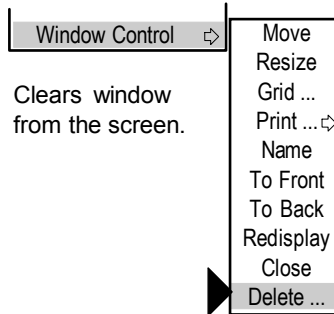 Window Control
Clears window
from the screen.
Move
Resize
Grid ...
Print ...
Name
To Front
To Back
Redisplay
Close
Delete ...